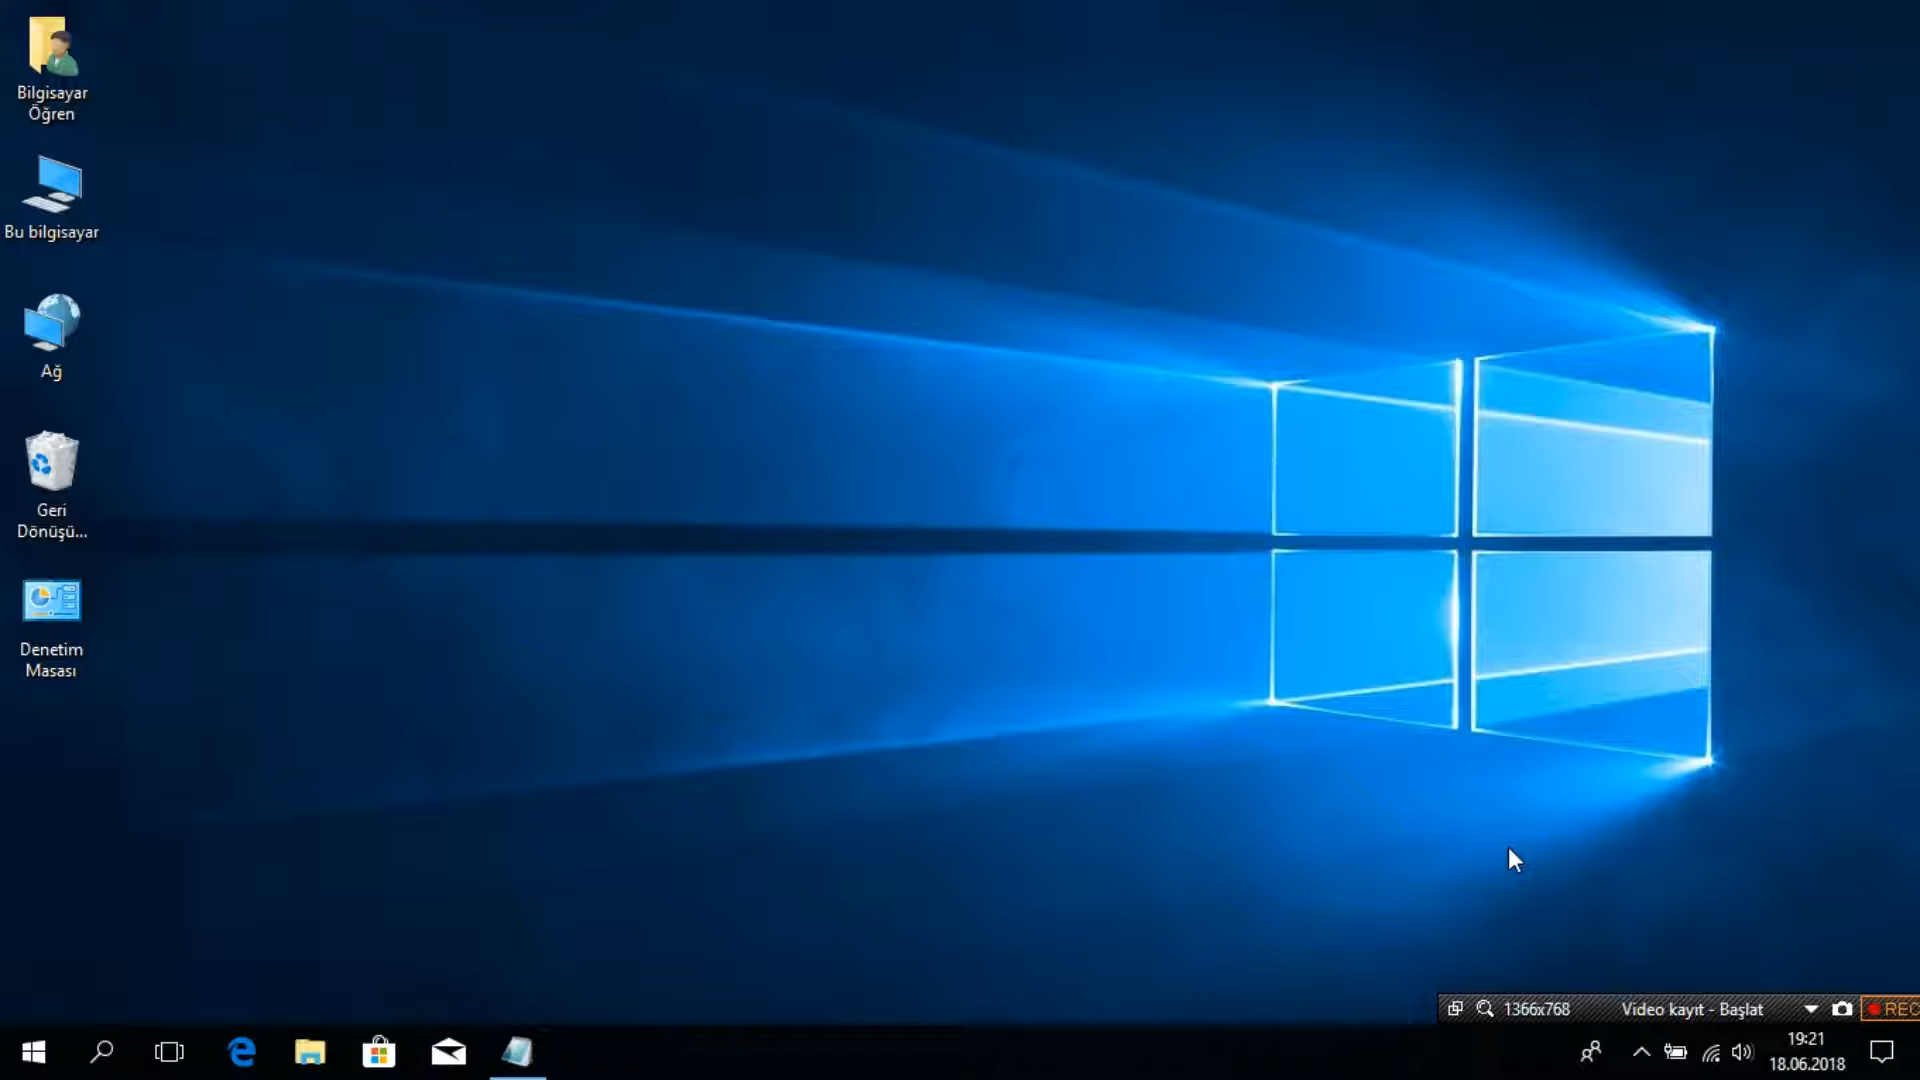 Bilgisayar
Öğren
Bu bilgisayar
Ağ
Geri
Dönüşü...
Denetim
Masası
1366x768 Video kayıt - Başlat REC
19:21
18.06.2018